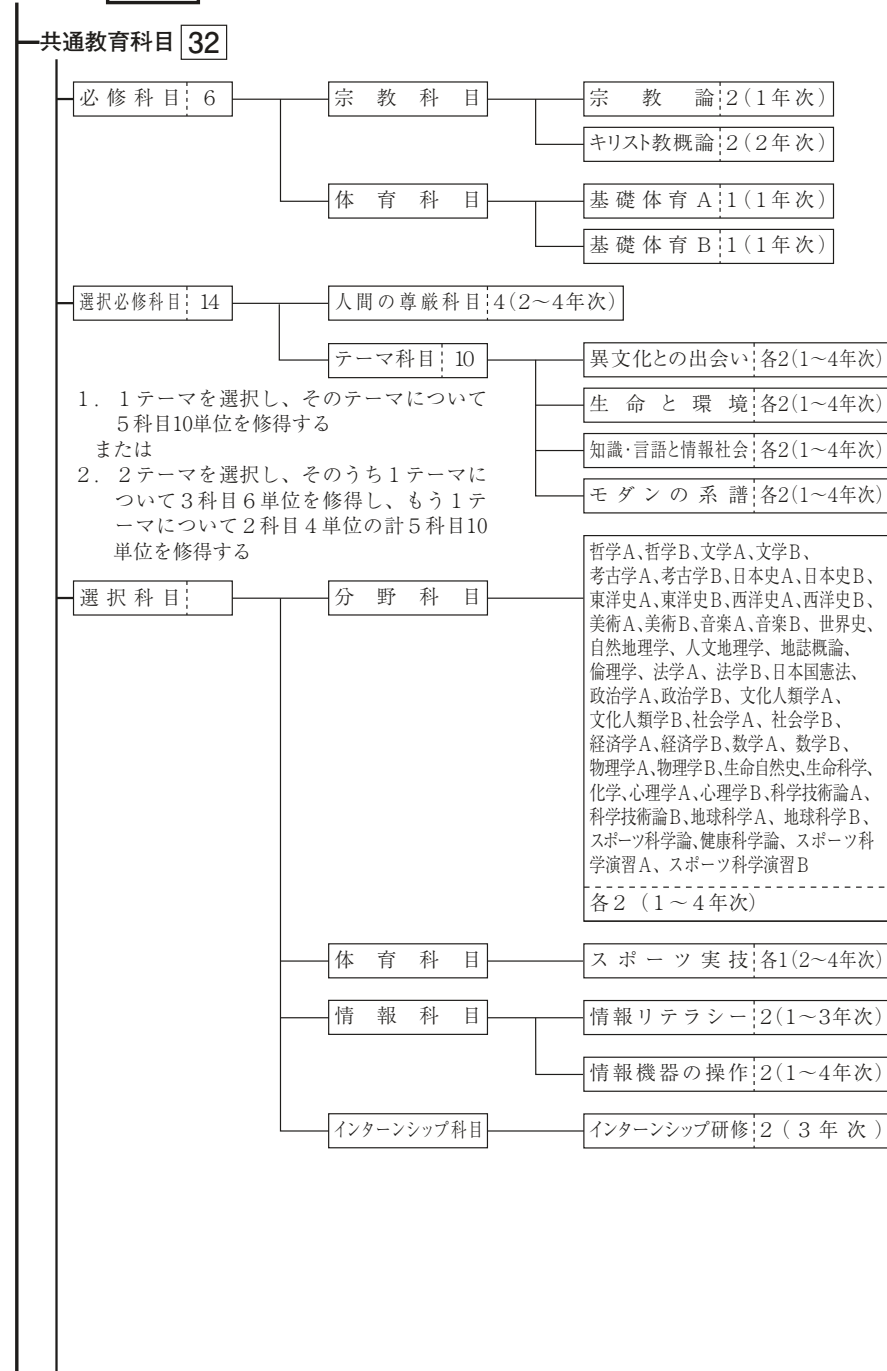 共通教育科目 32
必修科目 6
宗教科目
宗教論 2(1年次)
キリスト教概論 2(2年次)
体育科目
基礎体育A 1(1年次)
基礎体育B 1(1年次)
選択必修科目 14
人間の尊厳科目 4(2～4年次)
テーマ科目 10
異文化との出会い 各2(1～4年次)
生命と環境 各2(1～4年次)
知識・言語と情報社会 各2(1～4年次)
モダンの系譜 各2(1～4年次)
1. 1テーマを選択し、そのテーマについて
5科目10単位を修得する
または
2. 2テーマを選択し、そのうち1テーマに
ついて3科目6単位を修得し、もう1テ
ーマについて2科目4単位の計5科目10
単位を修得する
選択科目
分野科目
哲学A、哲学B、文学A、文学B、
考古学A、考古学B、日本史A、日本史B、
東洋史A、東洋史B、西洋史A、西洋史B、
美術A、美術B、音楽A、音楽B、世界史、
自然地理学、人文地理学、地誌概論、
倫理学、法学A、法学B、日本国憲法、
政治学A、政治学B、文化人類学A、
文化人類学B、社会学A、社会学B、
経済学A、経済学B、数学A、数学B、
物理学A、物理学B、生命自然史、生命科学、
化学、心理学A、心理学B、科学技術論A、
科学技術論B、地球科学A、地球科学B、
スポーツ科学論、健康科学論、スポーツ科
学演習A、スポーツ科学演習B
各2(1～4年次)
体育科目
スポーツ実技 各1(2～4年次)
情報科目
情報リテラシー 2(1～3年次)
情報機器の操作 2(1～4年次)
インターンシップ科目
インターンシップ研修 2(3年次)